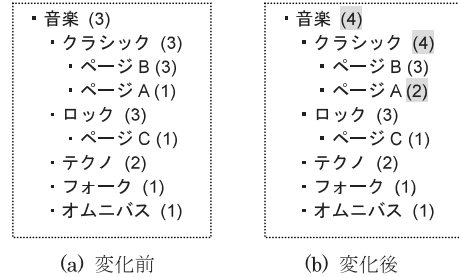 ・音楽 (3)
・クラシック (3)
・ページ B (3)
・ページ A (1)
・ロック (3)
・ページ C (1)
・テクノ (2)
・フォーク (1)
・オムニバス (1)
(a) 変化前
・音楽 (4)
・クラシック (4)
・ページ B (3)
・ページ A (2)
・ロック (3)
・ページ C (1)
・テクノ (2)
・フォーク (1)
・オムニバス (1)
(b) 変化後